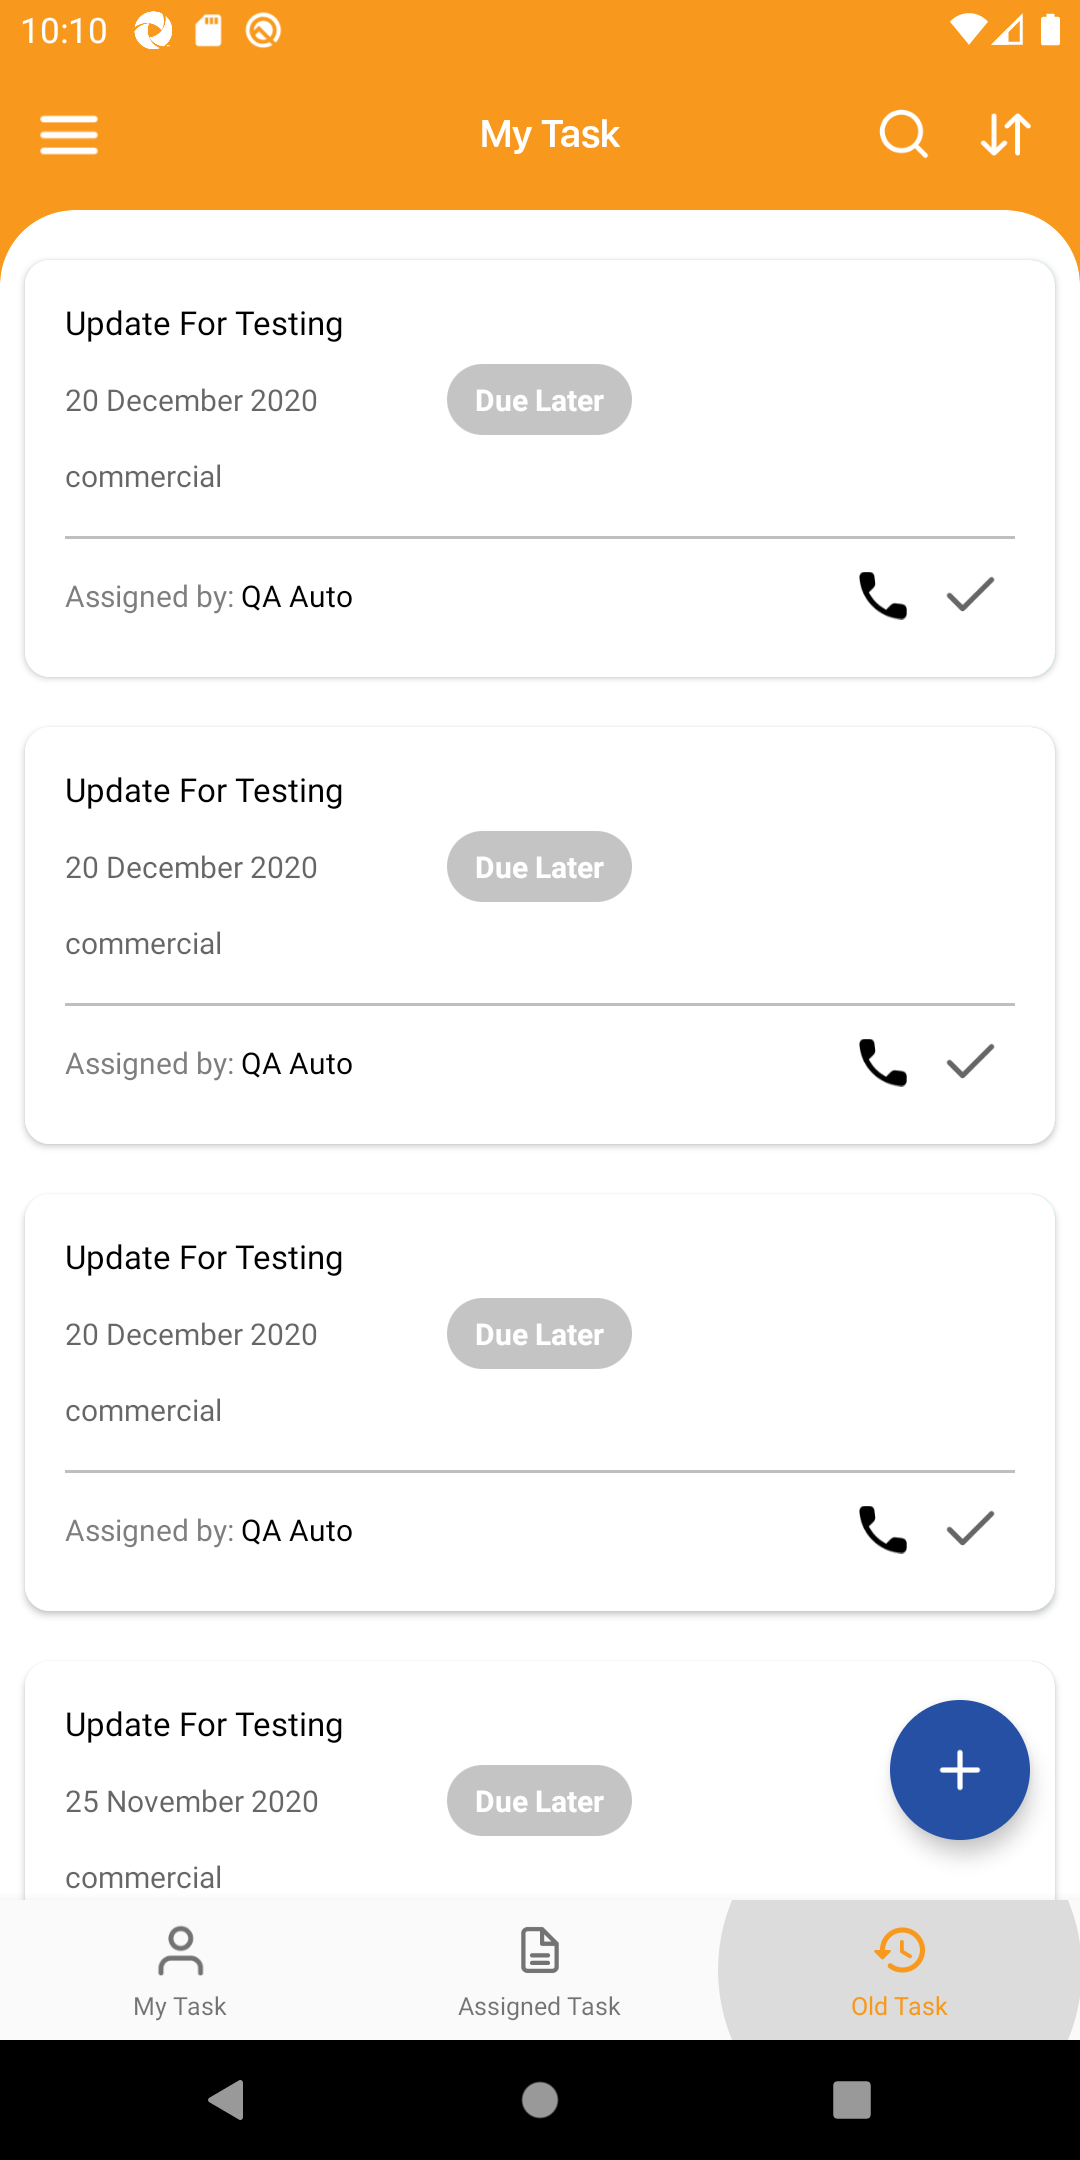 10:10
My Task
Update For Testing
20 December 2020 Due Later
commercial
Assigned by: QA Auto
Update For Testing
20 December 2020 Due Later
commercial
Assigned by: QA Auto
Update For Testing
20 December 2020 Due Later
commercial
Assigned by: QA Auto
Update For Testing
25 November 2020 Due Later
commercial
My Task Assigned Task Old Task